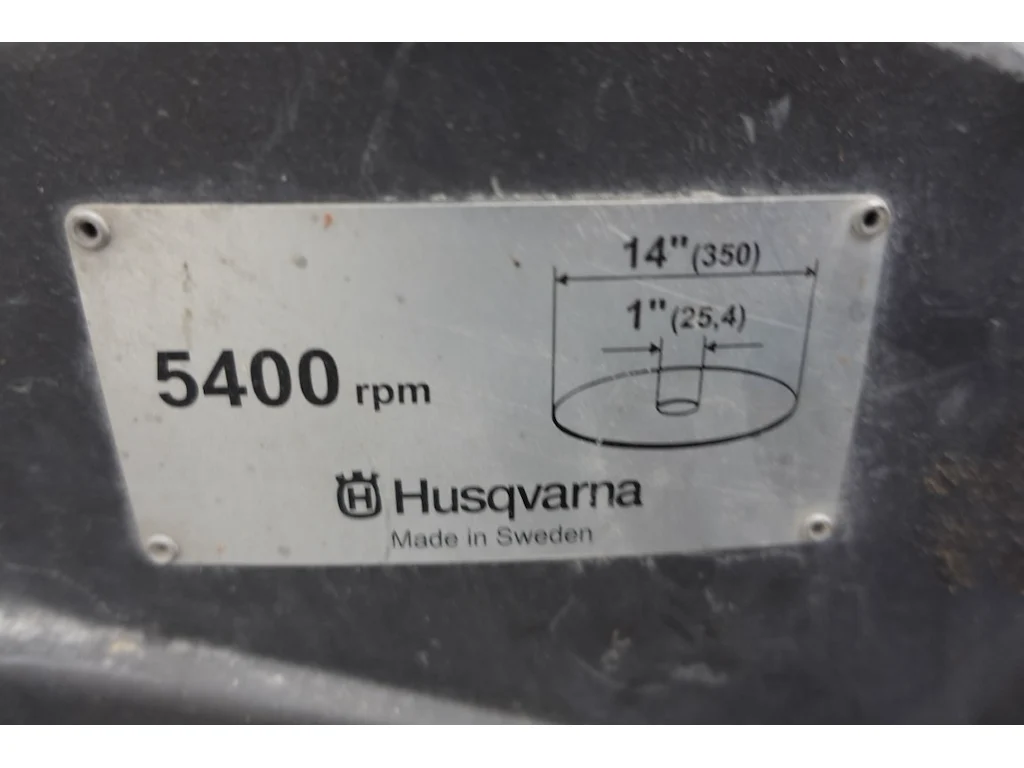 14" (350)
1" (25,4)
5400 rpm
Husqvarna
Made in Sweden